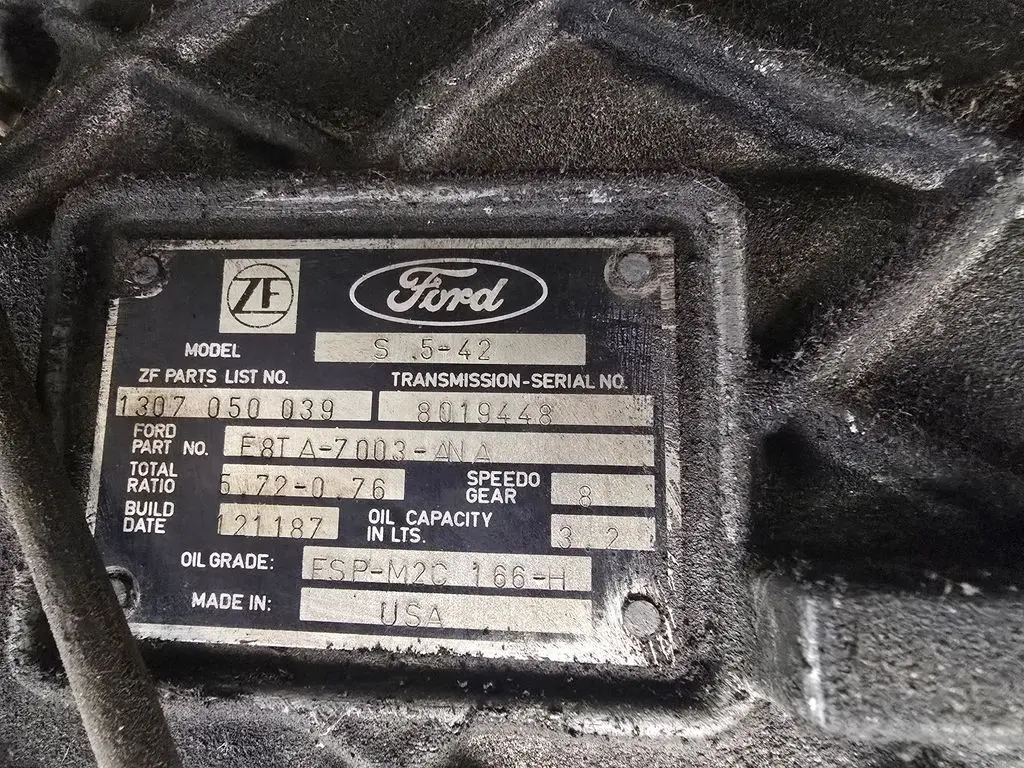 ZF Ford
MODEL S 5-42
ZF PARTS LIST NO. TRANSMISSION-SERIAL NO.
1307 050 039 8019448
FORD PART NO. E8TA-7003-ANA
TOTAL RATIO 5.72-0.76 SPEEDO GEAR 8
BUILD DATE 121187 OIL CAPACITY IN LTS. 3.2
OIL GRADE: ESP-M2C 166-H
MADE IN: USA